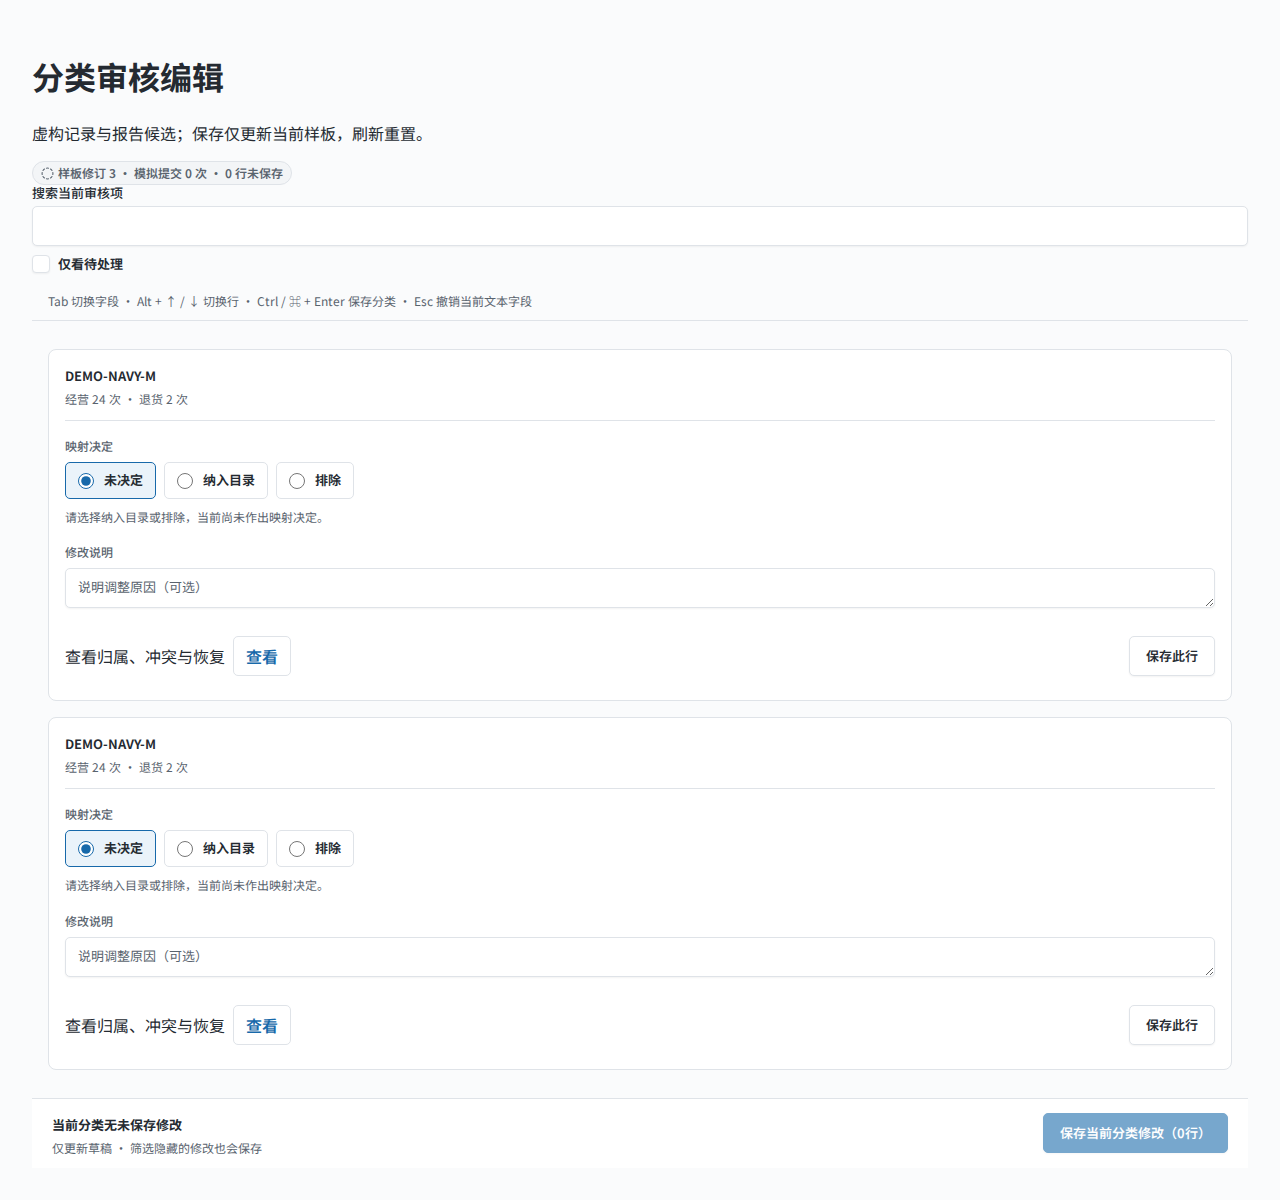 分类审核编辑
虚构记录与报告候选；保存仅更新当前样板，刷新重置。
样板修订 3 · 模拟提交 0 次 · 0 行未保存
搜索当前审核项
仅看待处理
Tab 切换字段 · Alt + ↑ / ↓ 切换行 · Ctrl / ⌘ + Enter 保存分类 · Esc 撤销当前文本字段
DEMO-NAVY-M
经营 24 次 · 退货 2 次
映射决定
未决定 纳入目录 排除
请选择纳入目录或排除，当前尚未作出映射决定。
修改说明
说明调整原因（可选）
查看归属、冲突与恢复 查看 保存此行
DEMO-NAVY-M
经营 24 次 · 退货 2 次
映射决定
未决定 纳入目录 排除
请选择纳入目录或排除，当前尚未作出映射决定。
修改说明
说明调整原因（可选）
查看归属、冲突与恢复 查看 保存此行
当前分类无未保存修改
仅更新草稿 · 筛选隐藏的修改也会保存
保存当前分类修改（0行）